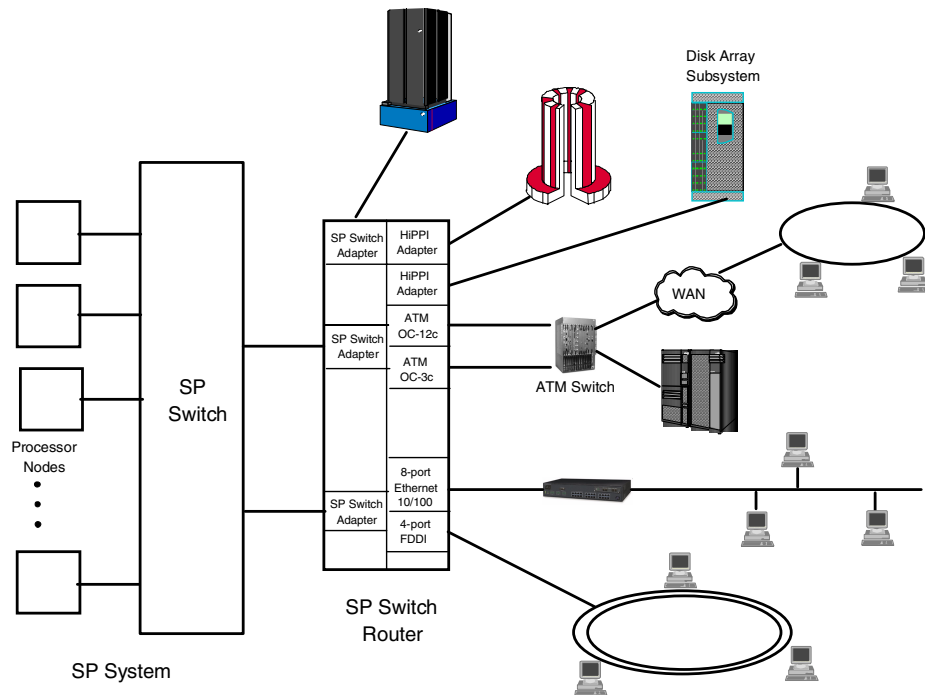 Disk Array
Subsystem
SP Switch
Adapter
HiPPI
Adapter
HiPPI
Adapter
ATM
OC-12c
SP Switch
Adapter
ATM
OC-3c
WAN
ATM Switch
SP
Switch
Processor
Nodes
8-port
Ethernet
10/100
SP Switch
Adapter
4-port
FDDI
SP Switch
Router
SP System